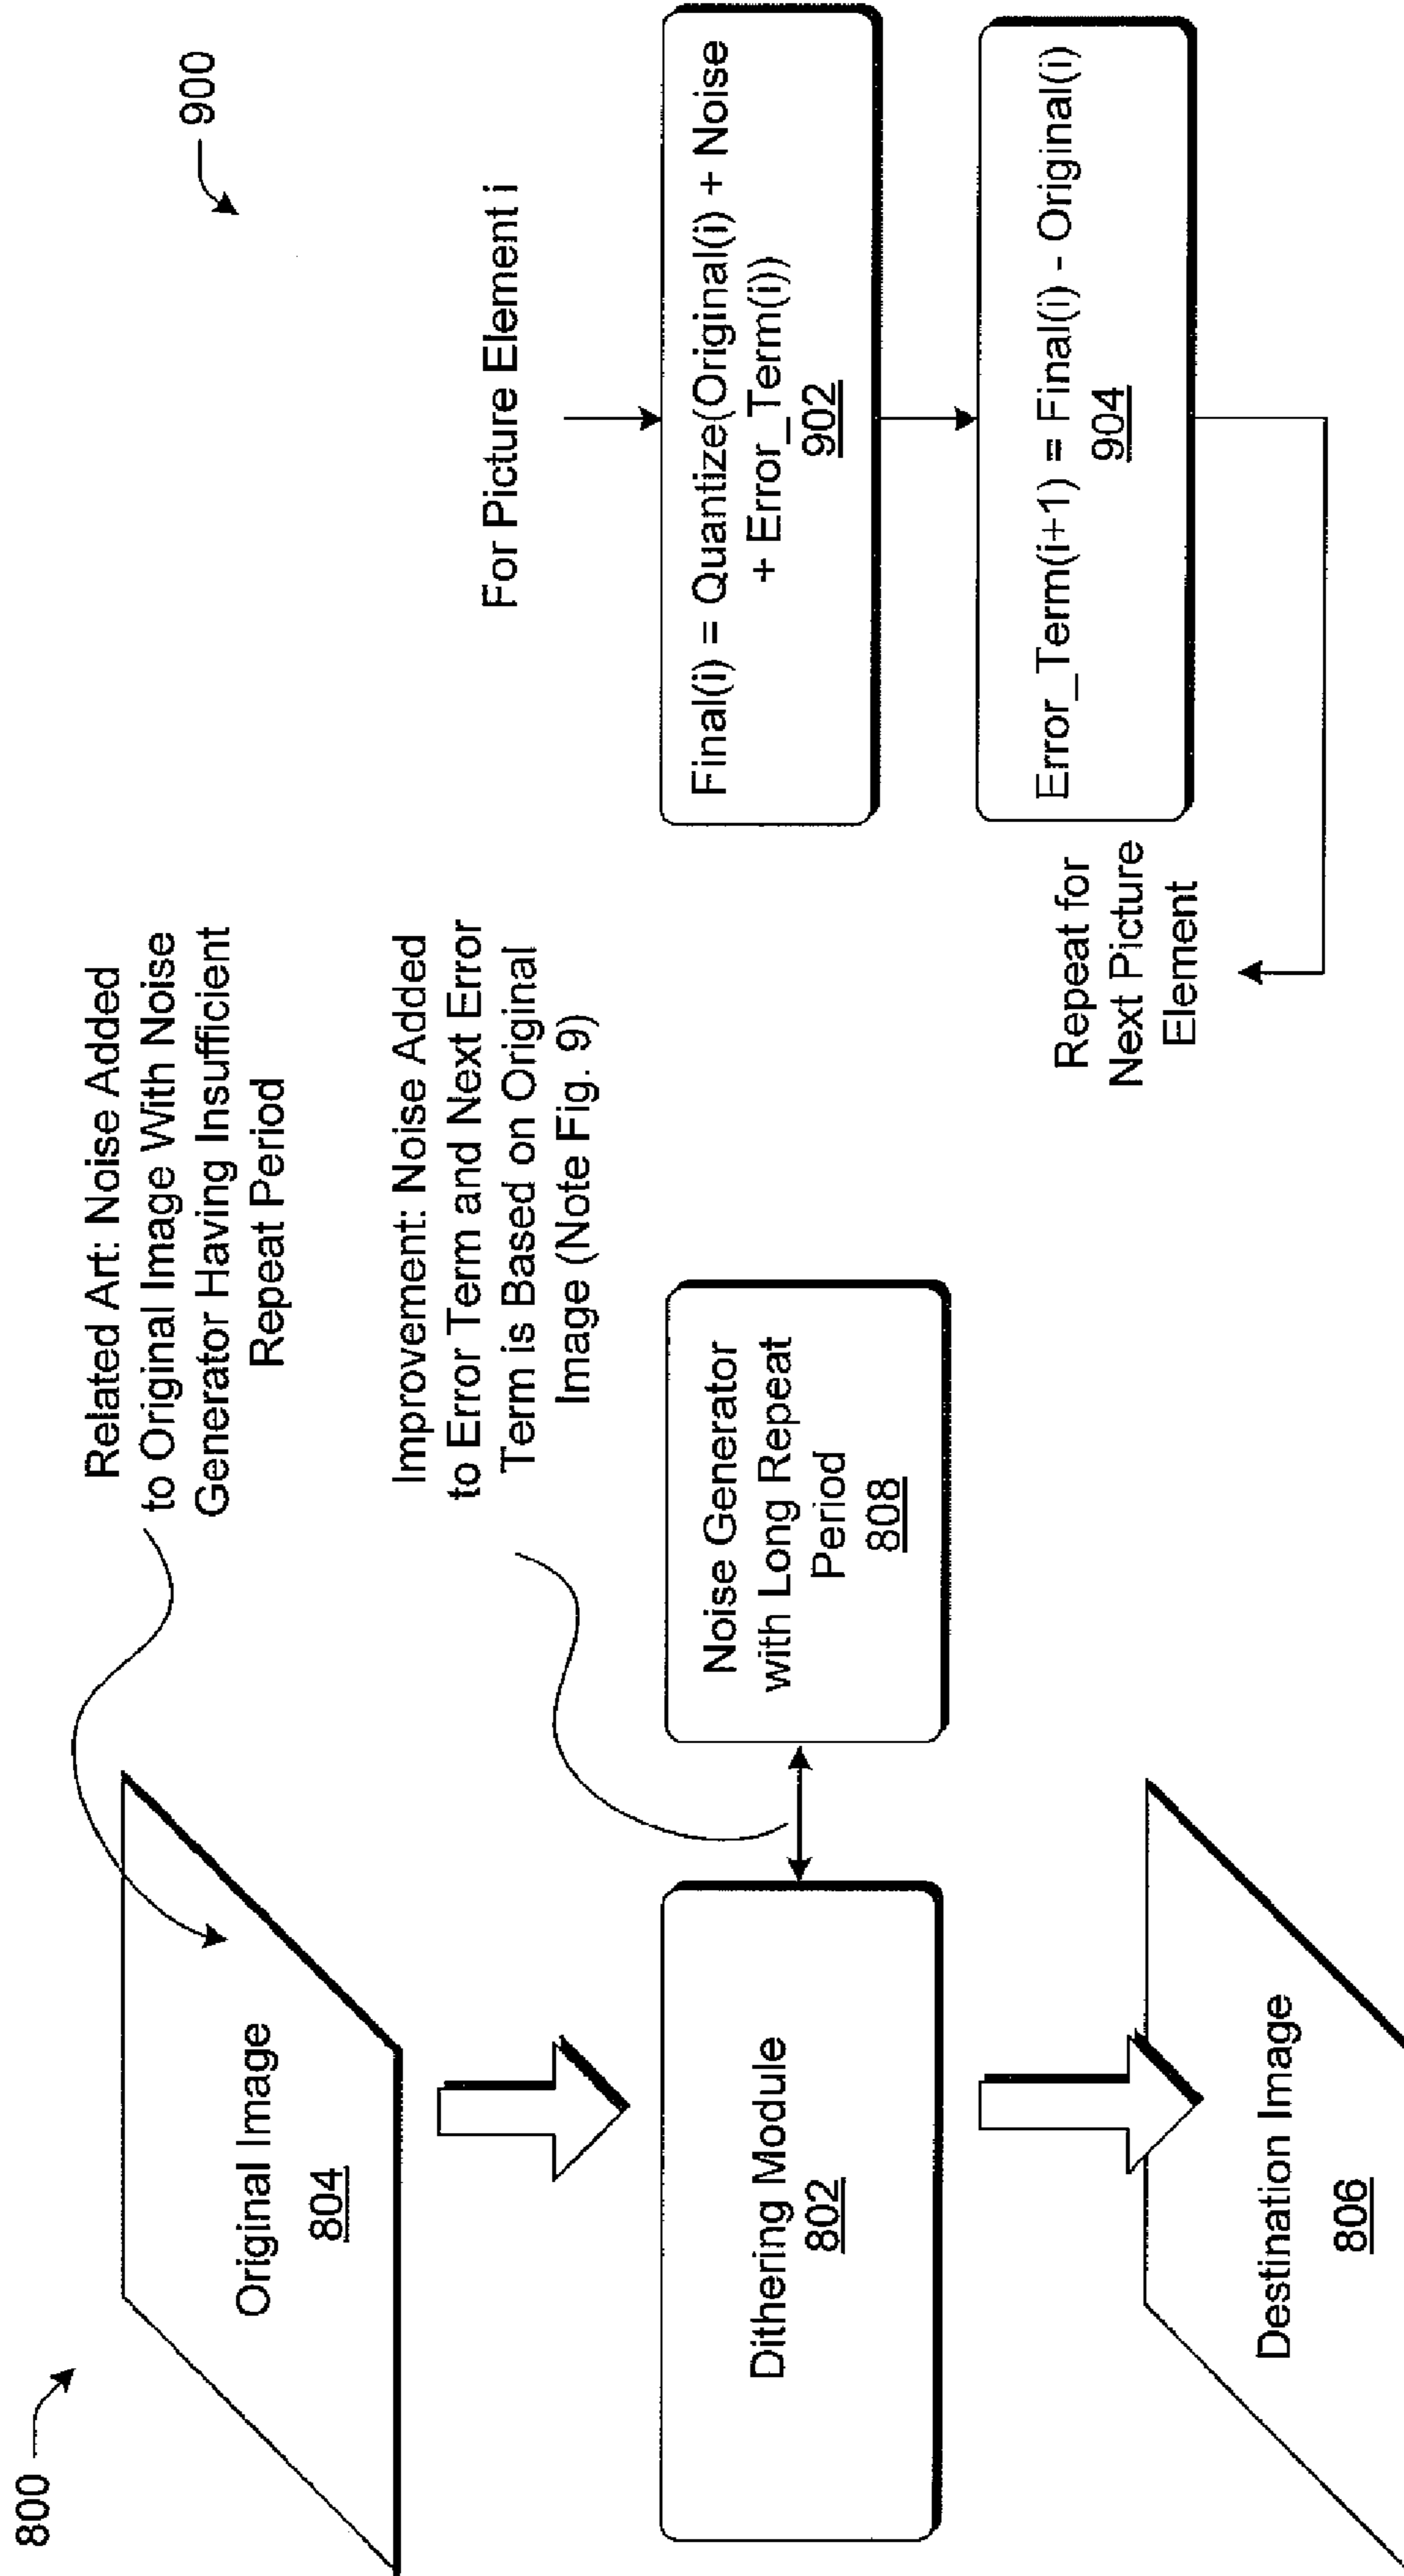 800
Original Image
804
Related Art: Noise Added
to Original Image With Noise
Generator Having Insufficient
Repeat Period
Improvement: Noise Added
to Error Term and Next Error
Term is Based on Original
Image (Note Fig. 9)
Dithering Module
802
Noise Generator
with Long Repeat
Period
808
Destination Image
806
900
For Picture Element i
Final(i) = Quantize(Original(i) + Noise
+ Error_Term(i))
902
Error_Term(i+1) = Final(i) - Original(i)
904
Repeat for
Next Picture
Element